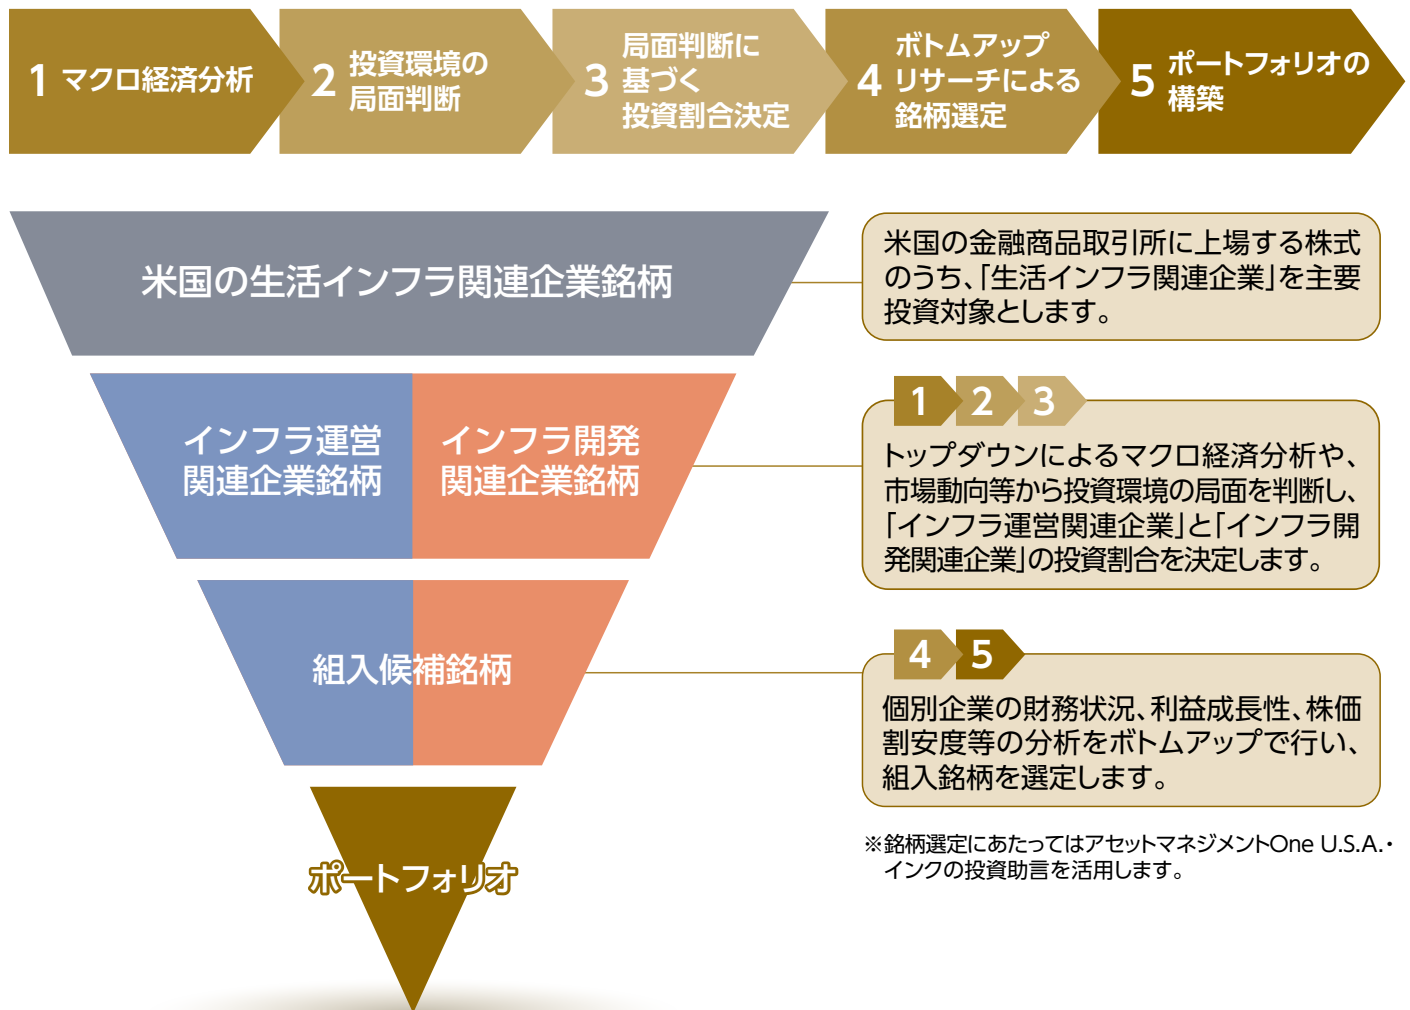 1 マクロ経済分析
2 投資環境の
局面判断
3 局面判断に
基づく
投資割合決定
4 ボトムアップ
リサーチによる
銘柄選定
5 ポートフォリオの
構築
米国の生活インフラ関連企業銘柄
米国の金融商品取引所に上場する株式
のうち、「生活インフラ関連企業」を主要
投資対象とします。
インフラ運営
関連企業銘柄
インフラ開発
関連企業銘柄
1 2 3
トップダウンによるマクロ経済分析や、
市場動向等から投資環境の局面を判断し、
「インフラ運営関連企業」と「インフラ開
発関連企業」の投資割合を決定します。
組入候補銘柄
4 5
個別企業の財務状況、利益成長性、株価
割安度等の分析をボトムアップで行い、
組入銘柄を選定します。
ポートフォリオ
※銘柄選定にあたってはアセットマネジメントOne U.S.A.・
インクの投資助言を活用します。